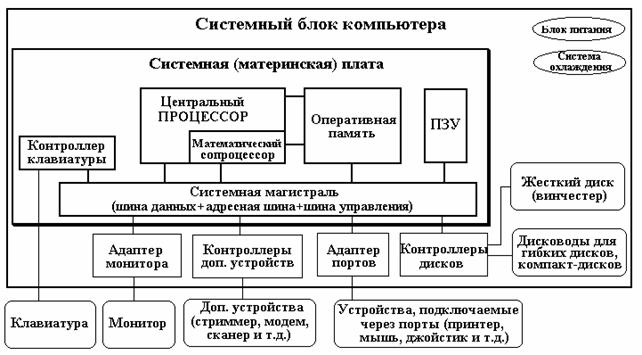 Системный блок компьютера
Блок питания
Система
охлаждения
Системная (материнская) плата
Центральный
ПРОЦЕССОР
Математический
сопроцессор
Оперативная
память
ПЗУ
Контроллер
клавиатуры
Системная магистраль
(шина данных+адресная шина+шина управления)
Жесткий диск
(винчестер)
Адаптер
монитора
Контроллеры
доп. устройств
Адаптер
портов
Контроллеры
дисков
Дисководы для
гибких дисков,
компакт-дисков
Клавиатура
Монитор
Доп. устройства
(стриммер, модем,
сканер и т.д.)
Устройства, подключаемые
через порты (принтер,
мышь, джойстик и т.д.)